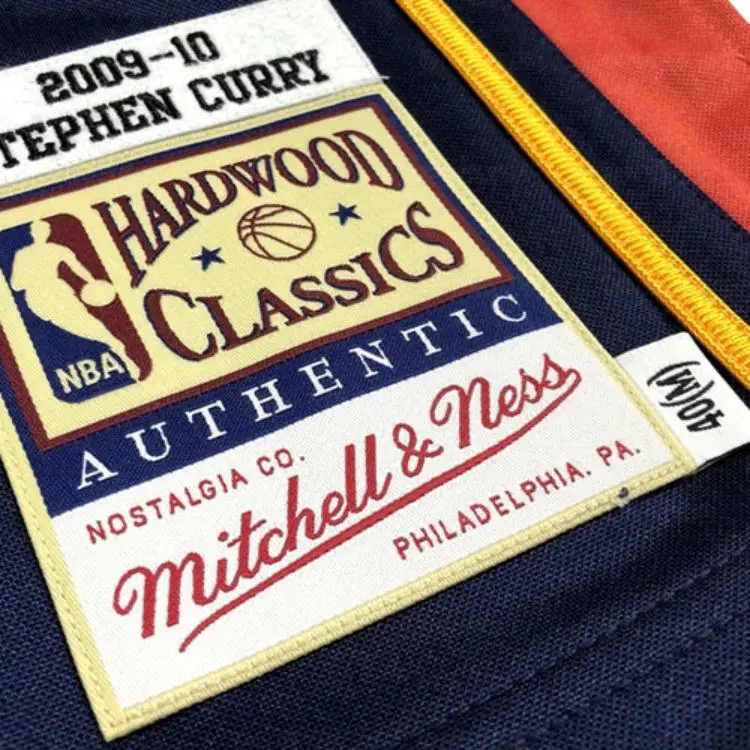 2009-10
TEPHEN CURRY
HARDWOOD
CLASSICS
NBA
AUTHENTIC
NOSTALGIA CO.
Mitchell & Ness
PHILADELPHIA. PA.
40(M)